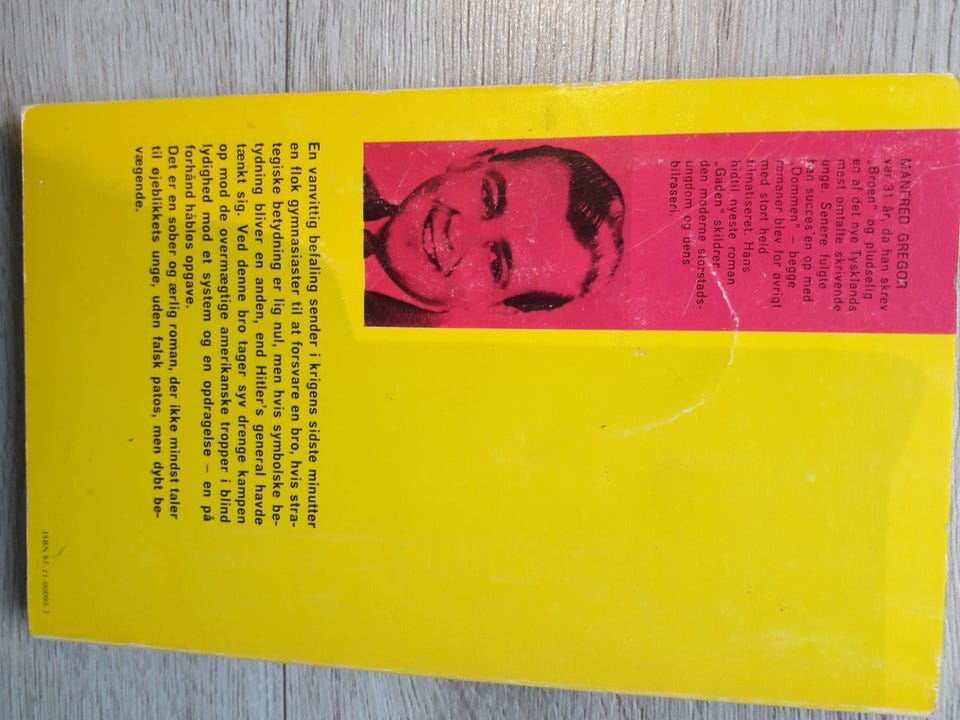 MANFRED GREGOR
var 31 år, da han skrev
„Broen“ og pludselig
en af det nye Tysklands
mest omtalte skrivende
unge. Senere fulgte
han succes'en op med
„Dommen“ – begge
romaner blev for øvrigt
med stort held
filmatiseret. Hans
hidtil nyeste roman
„Gaden“ skildrer
den moderne storstads-
ungdom og dens
bilraseri.
En vanvittig befaling sender i krigens sidste minutter
en flok gymnasiaster til at forsvare en bro, hvis stra-
tegiske betydning er lig nul, men hvis symbolske be-
tydning bliver en anden, end Hitler's general havde
tænkt sig. Ved denne bro tager syv drenge kampen
op mod de overmægtige amerikanske tropper i blind
lydighed mod et system og en opdragelse – en på
forhånd håbløs opgave.
Det er en sober og ærlig roman, der ikke mindst taler
til øjeblikkets unge, uden falsk patos, men dybt be-
vægende.
ISBN 87-11-00095-7